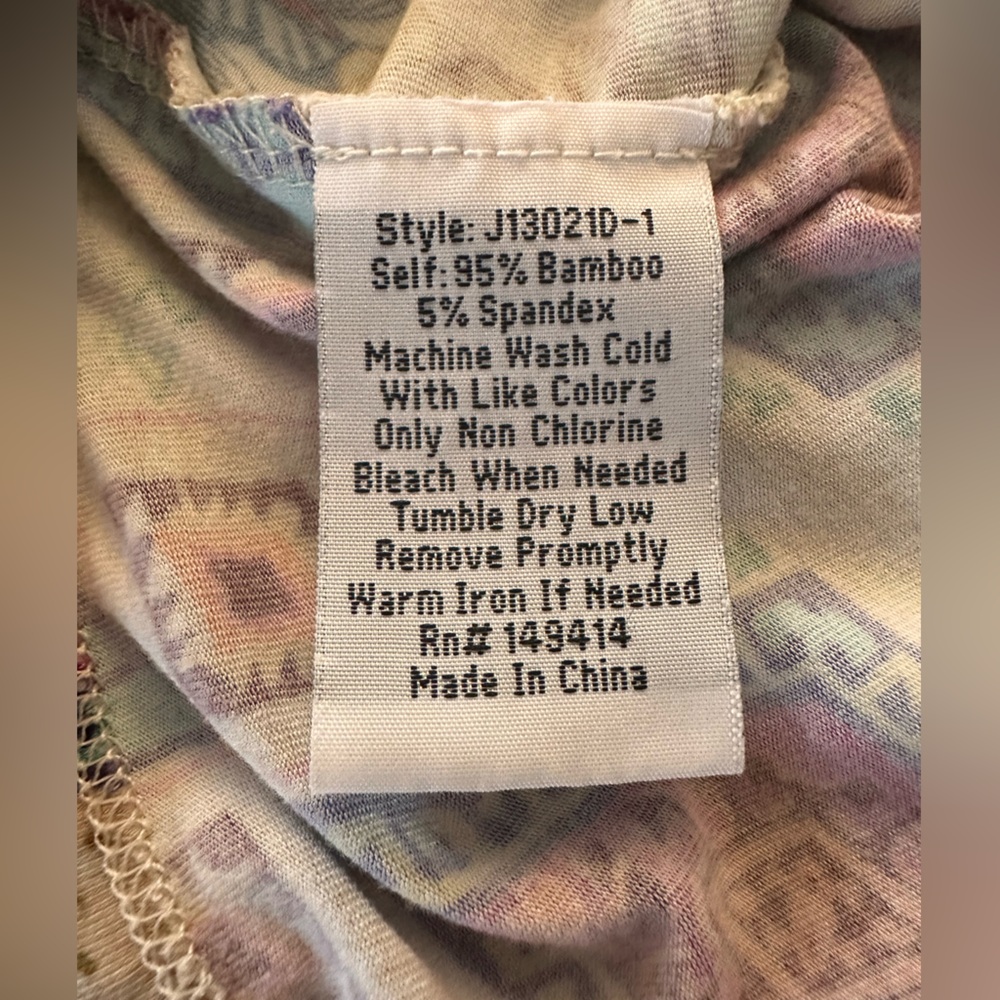 Style: J13021D-1
Self: 95% Bamboo
5% Spandex
Machine Wash Cold
With Like Colors
Only Non Chlorine
Bleach When Needed
Tumble Dry Low
Remove Promptly
Warm Iron If Needed
Rn# 149414
Made In China